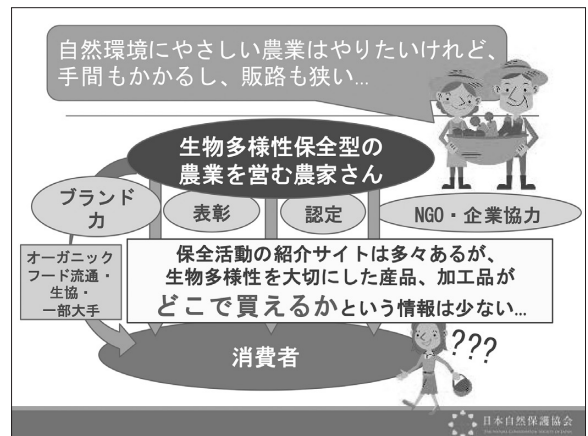 自然環境にやさしい農業はやりたいけれど、
手間もかかるし、販路も狭い...
生物多様性保全型の
農業を営む農家さん
ブランド
力
表彰
認定
NGO・企業協力
オーガニック
フード流通・
生協・
一部大手
保全活動の紹介サイトは多々あるが、
生物多様性を大切にした産品、加工品が
どこで買えるかという情報は少ない...
消費者
???
日本自然保護協会